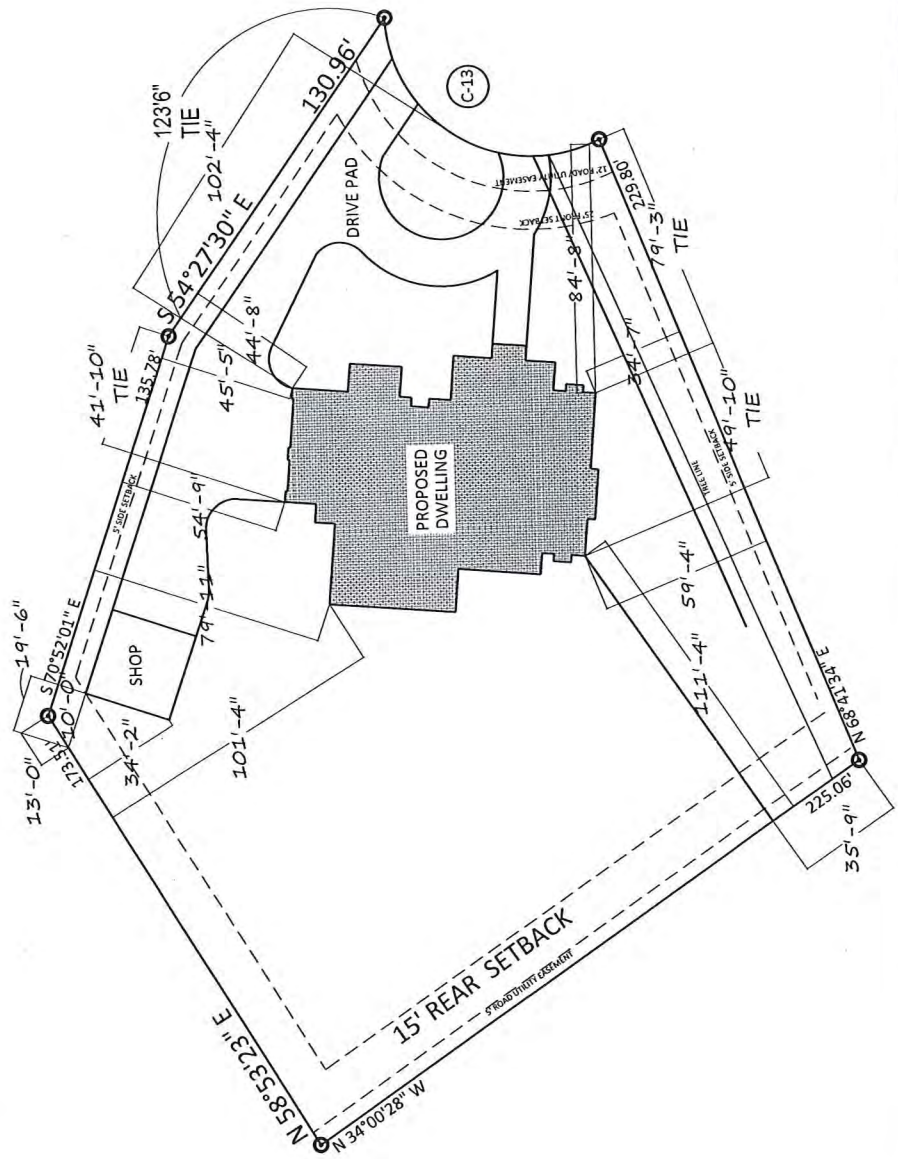 123'6"
TIE
102'-4"
130.96'
C-13
S 54°27'30" E
DRIVE PAD
12' ROAD/UTILITY EASEMENT
25' FRONT SETBACK
229.80'
79'-3"
TIE
84'-8"
41'-10"
TIE
135.78'
45'-5"
44'-8"
34'-7"
49'-10"
TIE
5' SIDE SETBACK
54'-9"
PROPOSED
DWELLING
TREE LINE
5' SIDE SETBACK
S 70°52'01" E
19'-6"
79'-11"
SHOP
59'-4"
13'-0"
173.51'
10'-0"
34'-2"
101'-4"
111'-4"
N 68°41'34" E
225.06'
35'-9"
15' REAR SETBACK
5' ROAD UTILITY EASEMENT
N 58°53'23" E
N 34°00'28" W